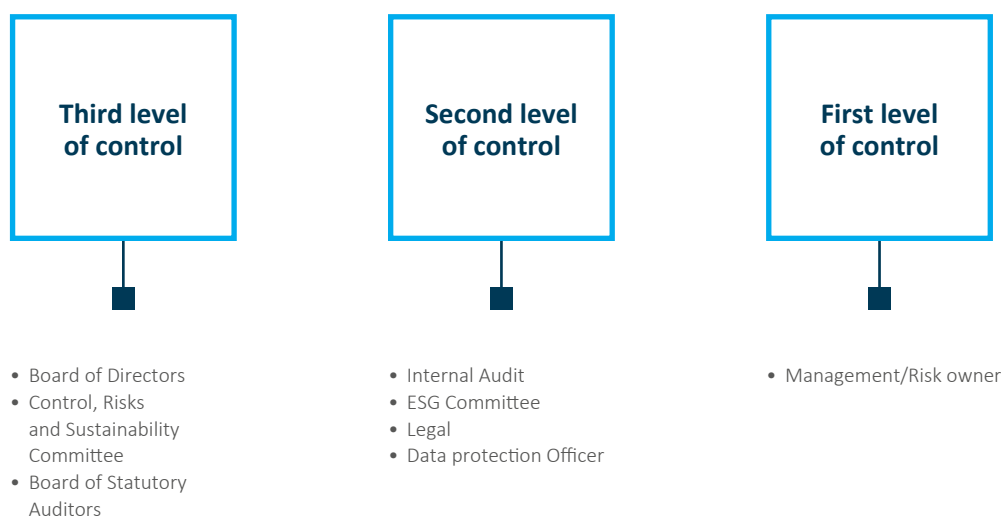 Third level
of control
• Board of Directors
• Control, Risks
and Sustainability
Committee
• Board of Statutory
Auditors
Second level
of control
• Internal Audit
• ESG Committee
• Legal
• Data protection Officer
First level
of control
• Management/Risk owner